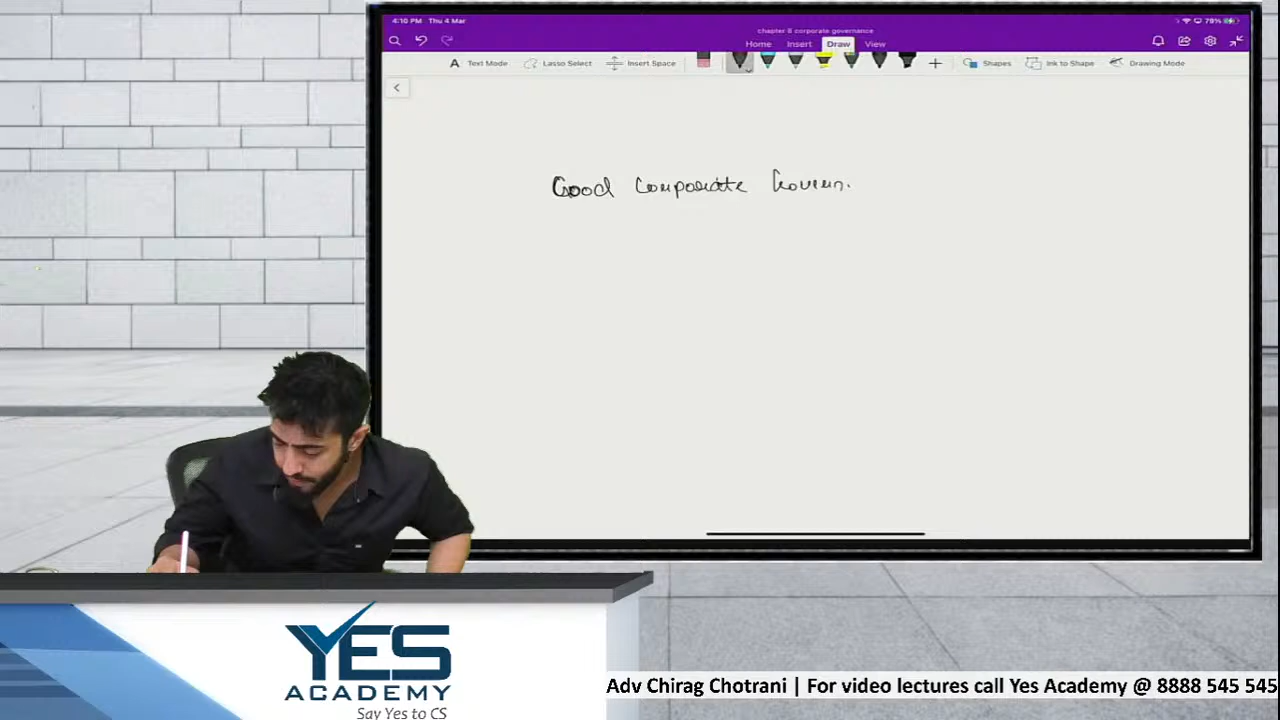 4:10 PM Thu 4 Mar
79%
chapter 8 corporate governance
Home Insert Draw View
Text Mode Lasso Select Insert Space Shapes Ink to Shape Drawing Mode
Good Corporate Govern.
YES
ACADEMY
Say Yes to CS
Adv Chirag Chotrani | For video lectures call Yes Academy @ 8888 545 545